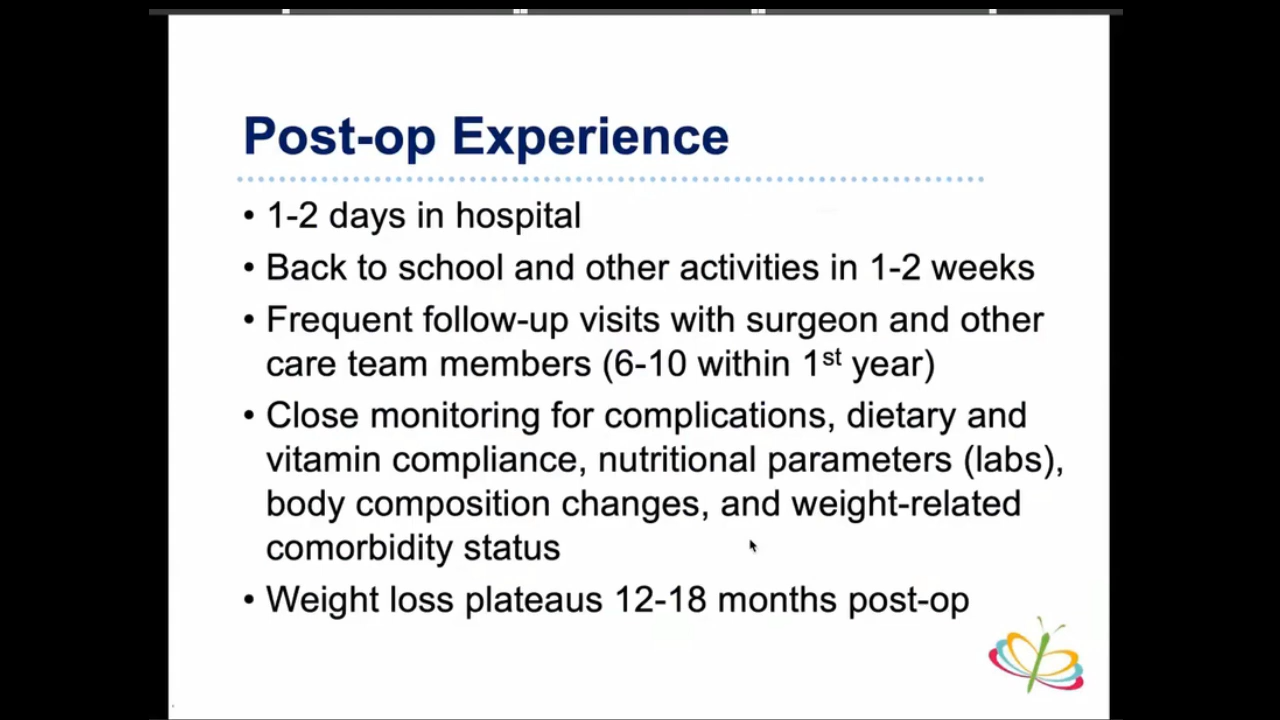 Post-op Experience
• 1-2 days in hospital
• Back to school and other activities in 1-2 weeks
• Frequent follow-up visits with surgeon and other
care team members (6-10 within 1st year)
• Close monitoring for complications, dietary and
vitamin compliance, nutritional parameters (labs),
body composition changes, and weight-related
comorbidity status
• Weight loss plateaus 12-18 months post-op